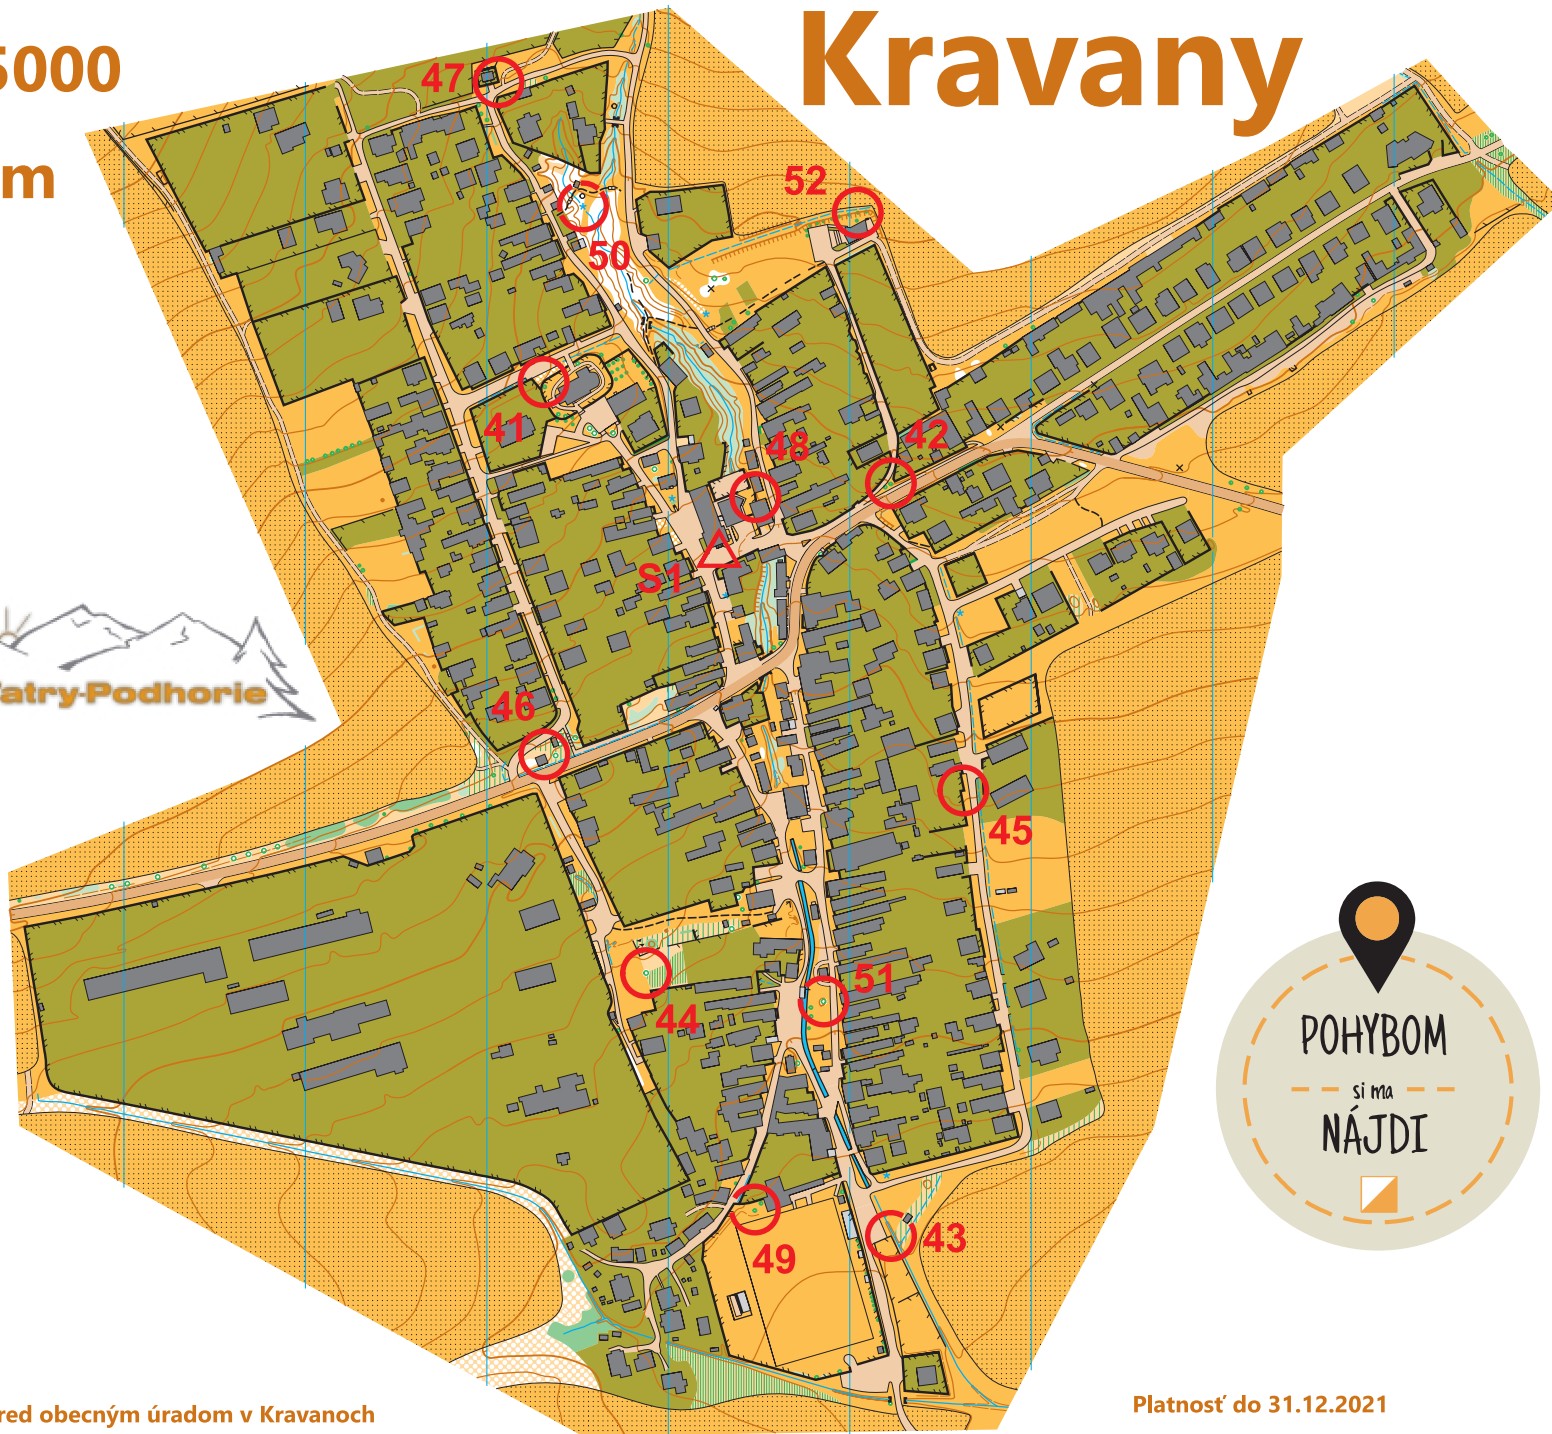 5000
Kravany
m
47
52
50
41
42
48
S1
46
45
51
44
49
43
Tatry-Podhorie
POHYBOM
si ma
NÁJDI
red obecným úradom v Kravanoch
Platnosť do 31.12.2021